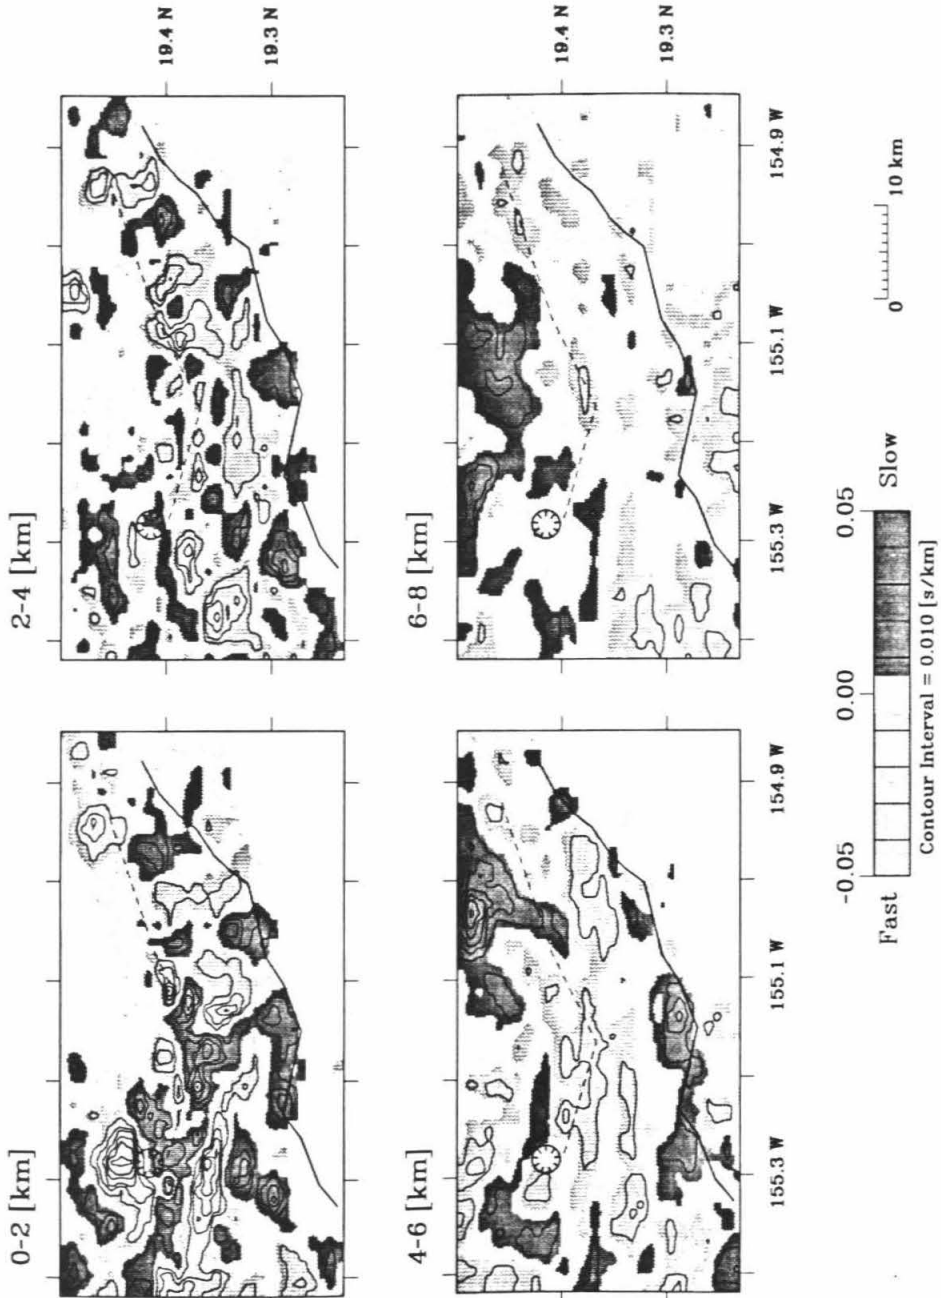 0-2 [km]
2-4 [km]
19.4 N
19.3 N
4-6 [km]
6-8 [km]
19.4 N
19.3 N
155.3 W
155.1 W
154.9 W
155.3 W
155.1 W
154.9 W
-0.05
0.00
0.05
Fast
Slow
Contour Interval = 0.010 [s/km]
0
10 km